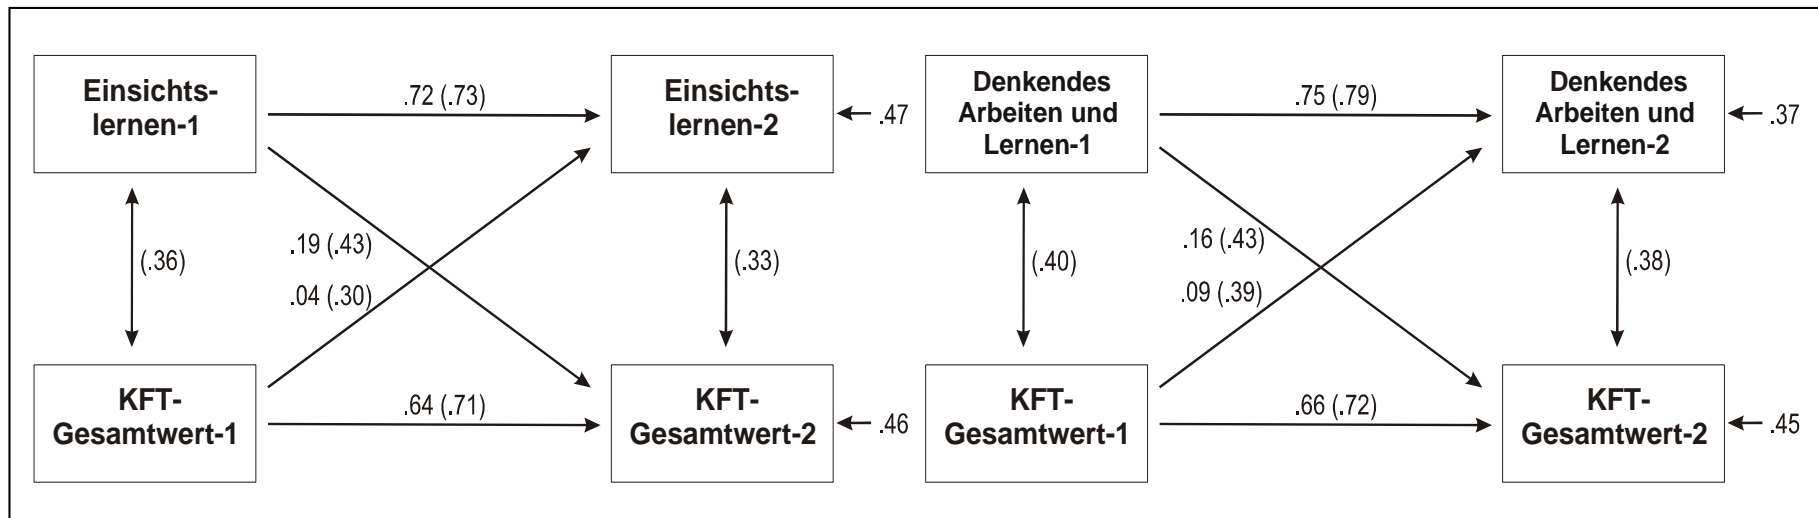 Einsichts-
lernen-1
.72 (.73)
Einsichts-
lernen-2
.47
(.36)
.19 (.43)
.04 (.30)
(.33)
KFT-
Gesamtwert-1
.64 (.71)
KFT-
Gesamtwert-2
.46
Denkendes
Arbeiten und
Lernen-1
.75 (.79)
Denkendes
Arbeiten und
Lernen-2
.37
(.40)
.16 (.43)
.09 (.39)
(.38)
KFT-
Gesamtwert-1
.66 (.72)
KFT-
Gesamtwert-2
.45